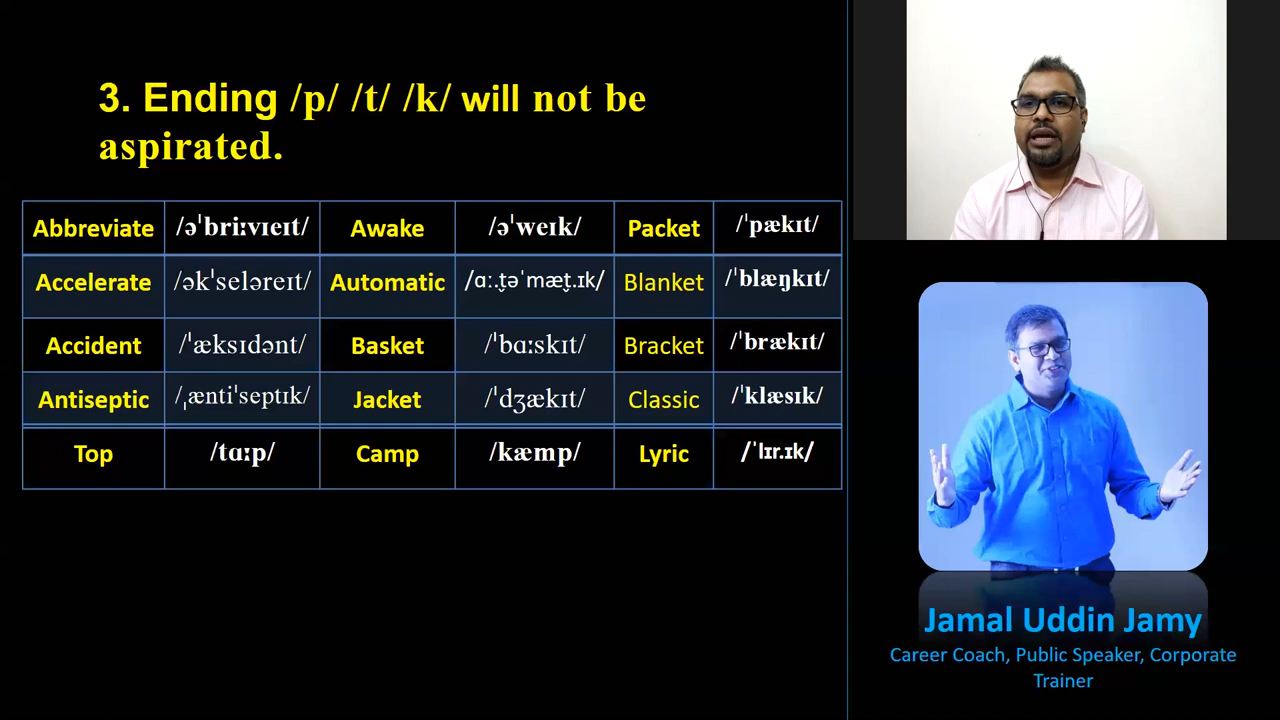 3. Ending /p/ /t/ /k/ will not be
aspirated.
Abbreviate /əˈbriːvɪeɪt/ Awake /əˈweɪk/ Packet /ˈpækɪt/
Accelerate /əkˈseləreɪt/ Automatic /ɑː.t̬əˈmæt̬.ɪk/ Blanket /ˈblæŋkɪt/
Accident /ˈæksɪdənt/ Basket /ˈbɑːskɪt/ Bracket /ˈbrækɪt/
Antiseptic /ˌæntiˈseptɪk/ Jacket /ˈdʒækɪt/ Classic /ˈklæsɪk/
Top /tɑːp/ Camp /kæmp/ Lyric /ˈlɪr.ɪk/
Jamal Uddin Jamy
Career Coach, Public Speaker, Corporate
Trainer